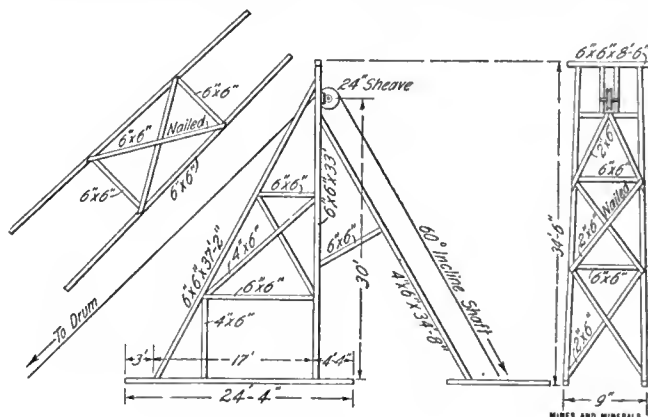 6"x6"x8'-6"
24" Sheave
6"x6"
6"x6"
Nailed
6"x6"
6"x6"
6"x6"
6"x6"x33'
6"x6"
6"x6"x37'-2"
4"x6"
6"x6"
4"x6"
30'
4"x6"x34'-8"
60° Incline Shaft
34'-6"
2"x6"
6"x6"
Nailed
2"x6"
6"x6"
2"x6"
To Drum
3'
17'
4'-4"
24'-4"
9"
MINES AND MINERALS